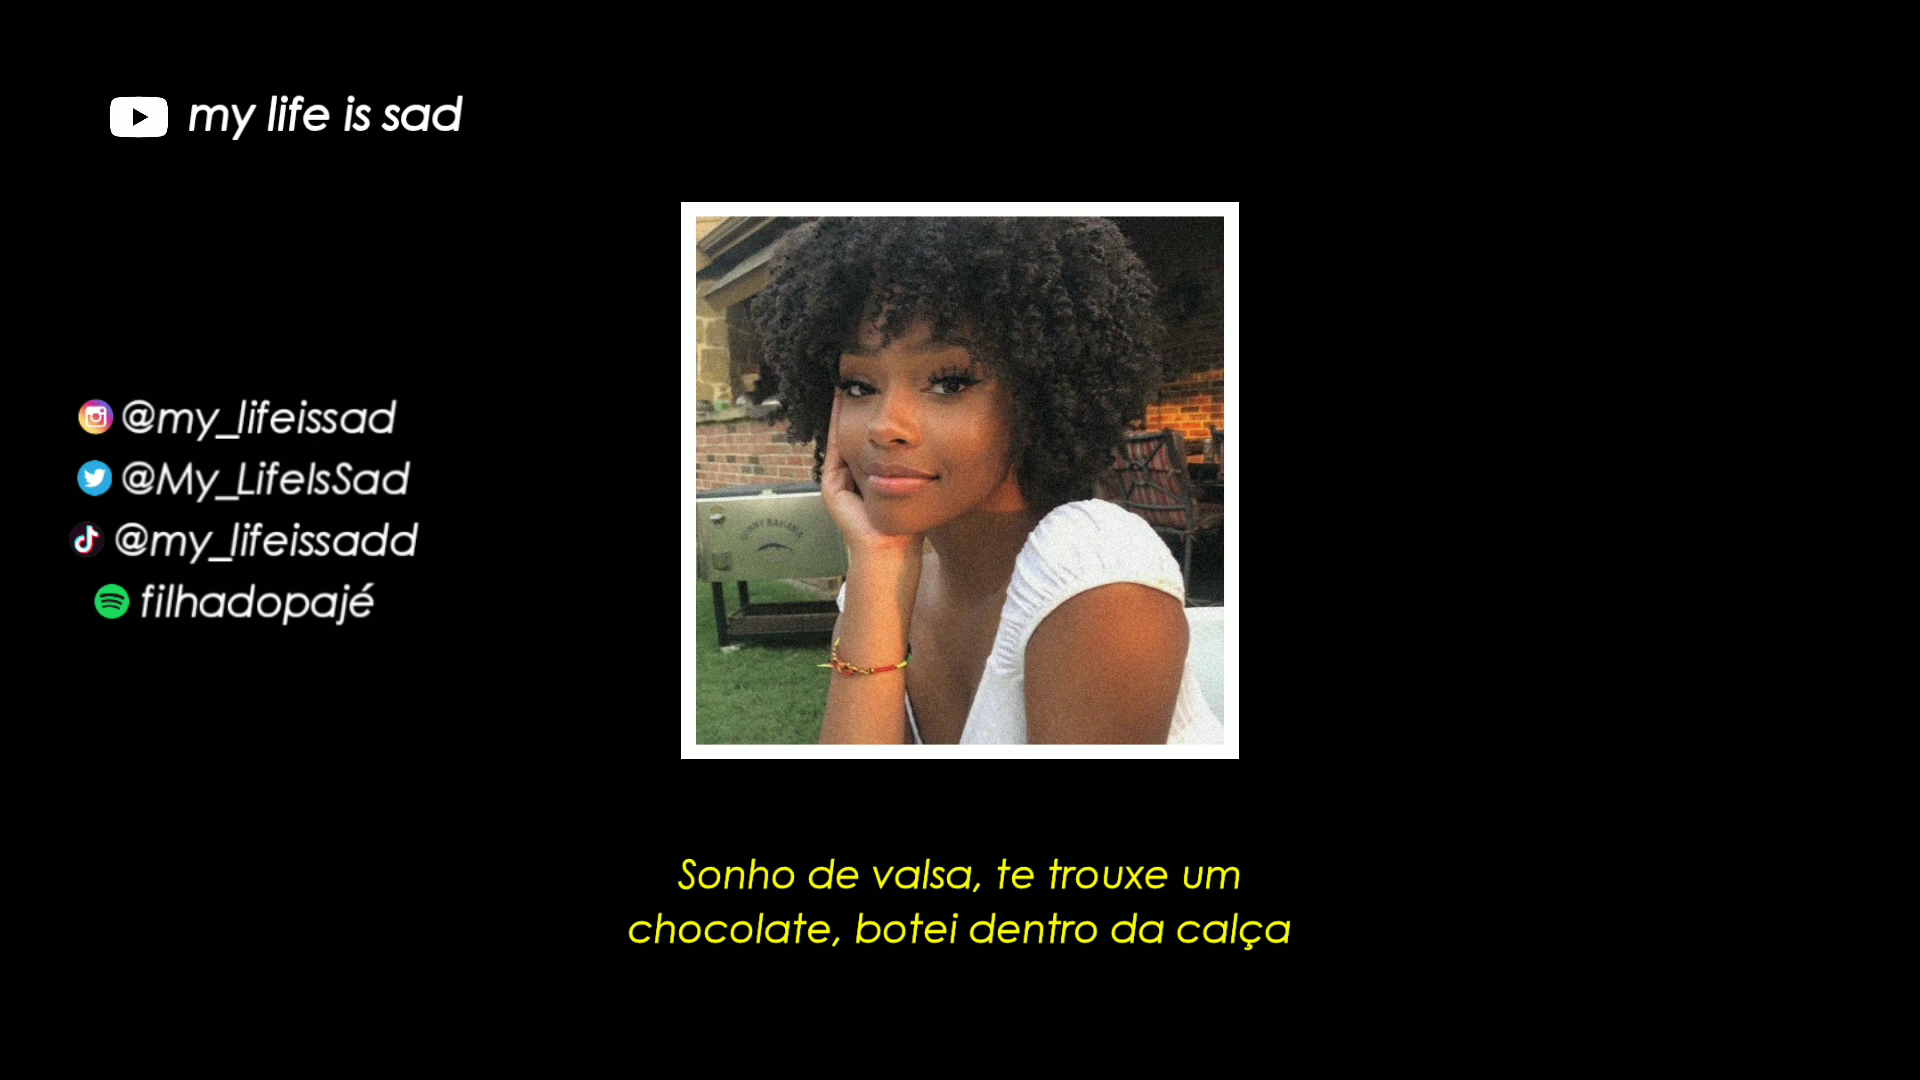 my life is sad
@my_lifeissad
@My_LifeIsSad
@my_lifeissadd
filhadopajé
Sonho de valsa, te trouxe um
chocolate, botei dentro da calça